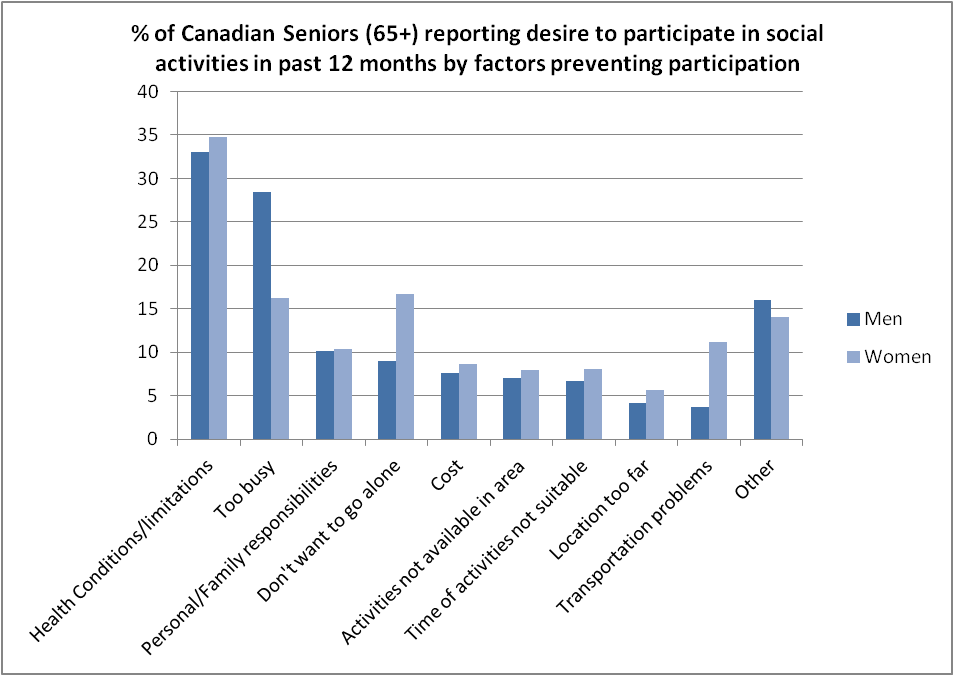 % of Canadian Seniors (65+) reporting desire to participate in social
activities in past 12 months by factors preventing participation
40
35
30
25
20
15
10
5
0
Health Conditions/limitations
Too busy
Personal/Family responsibilities
Don't want to go alone
Cost
Activities not available in area
Time of activities not suitable
Location too far
Transportation problems
Other
Men
Women